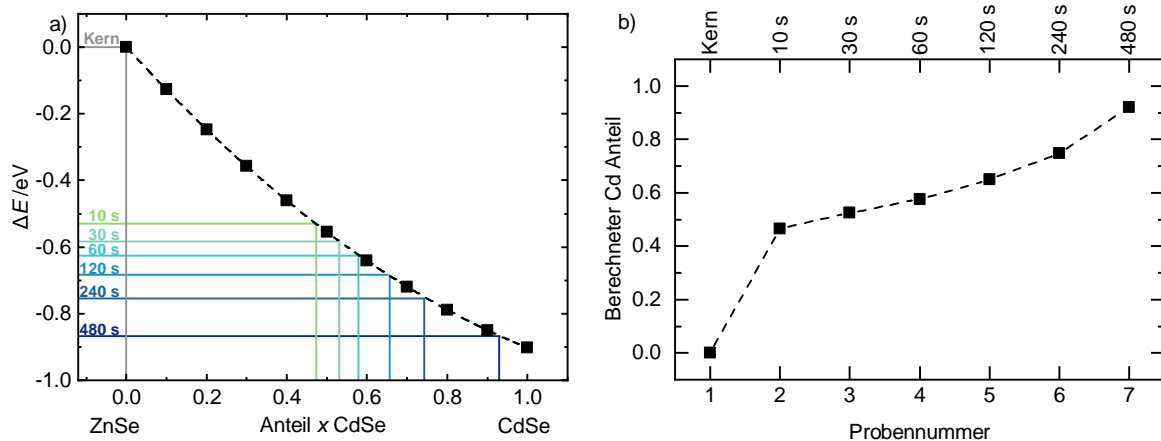 a)
Kern
10 s
30 s
60 s
120 s
240 s
480 s
0.0
-0.2
-0.4
-0.6
-0.8
-1.0
ΔE/eV
0.0 0.2 0.4 0.6 0.8 1.0
ZnSe Anteil x CdSe CdSe
b)
Kern 10 s 30 s 60 s 120 s 240 s 480 s
1.0
0.8
0.6
0.4
0.2
0.0
Berechneter Cd Anteil
1 2 3 4 5 6 7
Probennummer